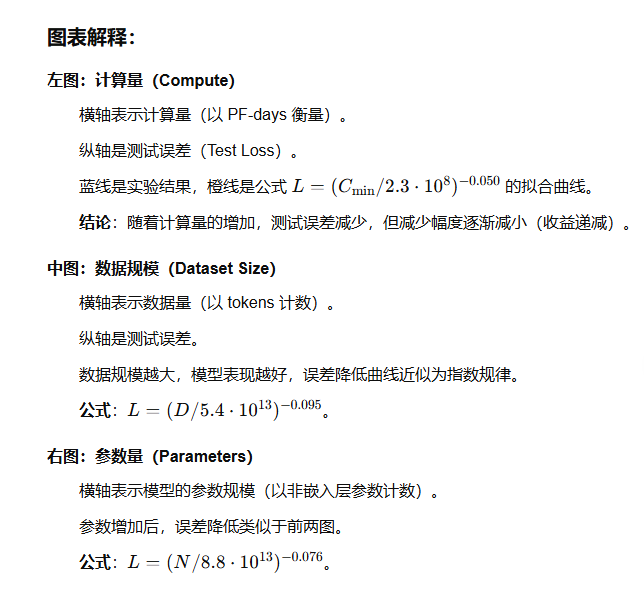 图表解释：
左图：计算量（Compute）
横轴表示计算量（以 PF-days 衡量）。
纵轴是测试误差（Test Loss）。
蓝线是实验结果，橙线是公式 L = (C_min/2.3 · 10^8)^−0.050 的拟合曲线。
结论：随着计算量的增加，测试误差减少，但减少幅度逐渐减小（收益递减）。
中图：数据规模（Dataset Size）
横轴表示数据量（以 tokens 计数）。
纵轴是测试误差。
数据规模越大，模型表现越好，误差降低曲线近似为指数规律。
公式：L = (D/5.4 · 10^13)^−0.095。
右图：参数量（Parameters）
横轴表示模型的参数规模（以非嵌入层参数计数）。
参数增加后，误差降低类似于前两图。
公式：L = (N/8.8 · 10^13)^−0.076。